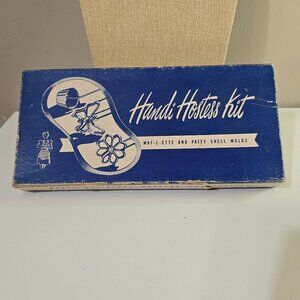 Handi Hostess Kit
WAF-L-ETTE AND PATTY SHELL MOLDS